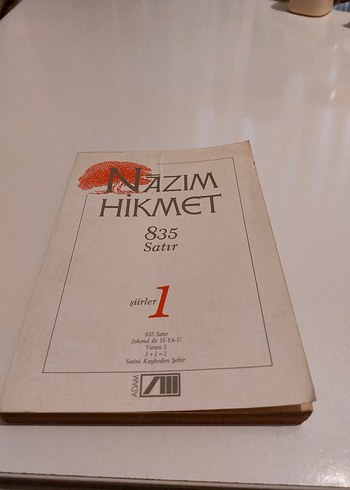 NÂZIM
HİKMET
835
Satır
şiirler 1
835 Satır
Jokond ile Sİ-YA-U
Varan 3
1+1=1
Sesini Kaybeden Şehir
ADAM